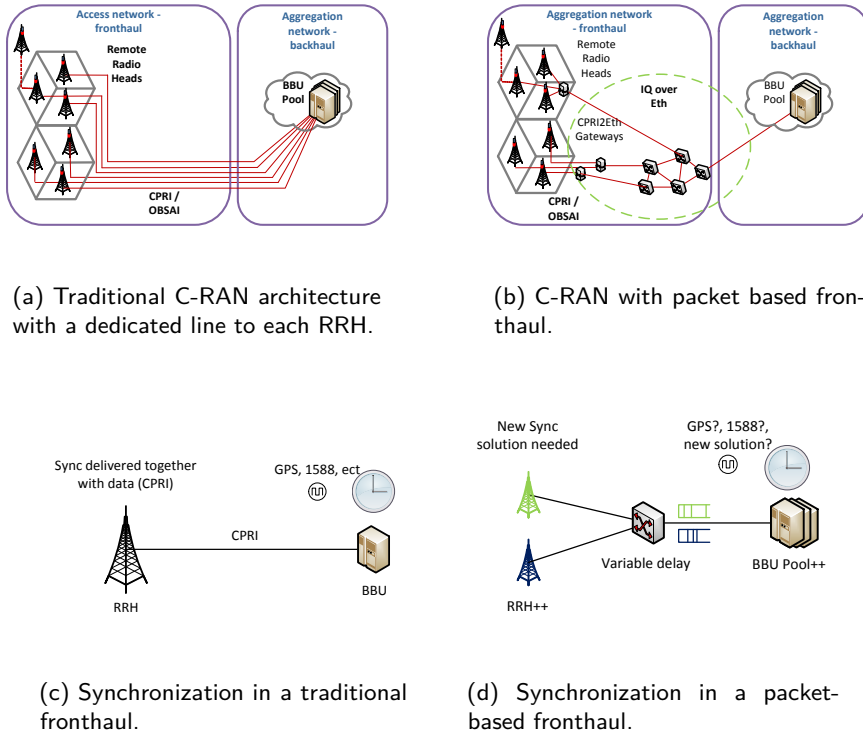 Access network -
fronthaul
Aggregation
network -
backhaul
Remote
Radio
Heads
BBU
Pool
CPRI /
OBSAI
Aggregation network
- fronthaul
Aggregation
network -
backhaul
Remote
Radio
Heads
IQ over
Eth
BBU
Pool
CPRI2Eth
Gateways
CPRI /
OBSAI
(a) Traditional C-RAN architecture
with a dedicated line to each RRH.
(b) C-RAN with packet based fron-
thaul.
Sync delivered together
with data (CPRI)
GPS, 1588, ect
CPRI
RRH
BBU
New Sync
solution needed
GPS?, 1588?,
new solution?
Variable delay
BBU Pool++
RRH++
(c) Synchronization in a traditional
fronthaul.
(d) Synchronization in a packet-
based fronthaul.